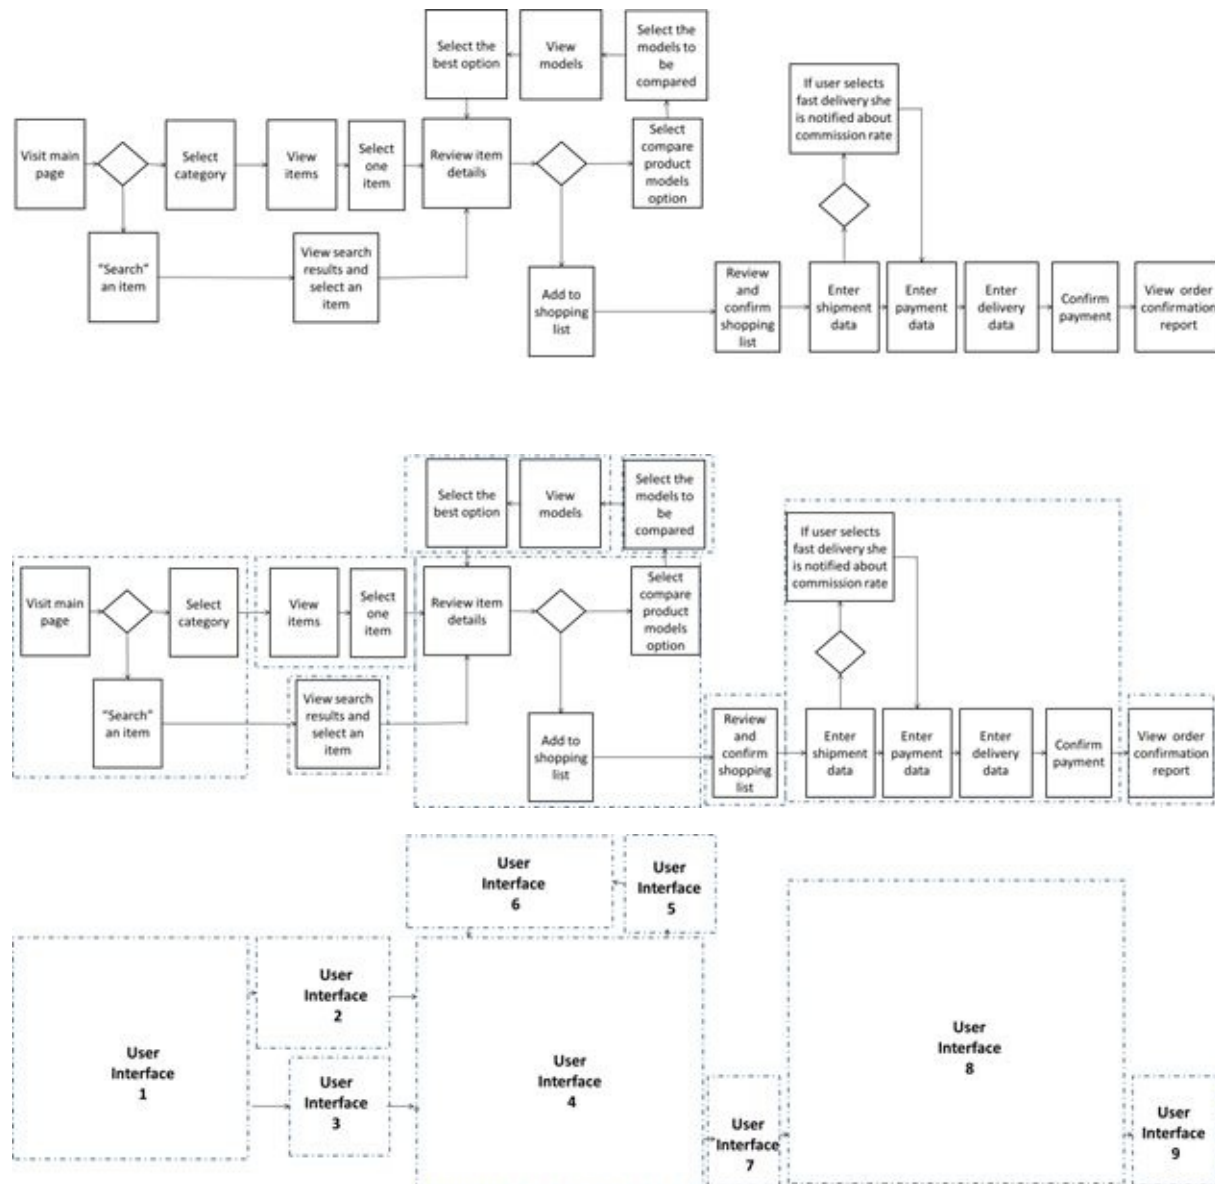 Select the
best option
View
models
Select the
models to
be
compared
If user selects
fast delivery she
is notified about
commission rate
Visit main
page
Select
category
View
items
Select
one
item
Review item
details
Select
compare
product
models
option
"Search"
an item
View search
results and
select an
item
Add to
shopping
list
Review
and
confirm
shopping
list
Enter
shipment
data
Enter
payment
data
Enter
delivery
data
Confirm
payment
View order
confirmation
report
Select the
best option
View
models
Select the
models to
be
compared
If user selects
fast delivery she
is notified about
commission rate
Visit main
page
Select
category
View
items
Select
one
item
Review item
details
Select
compare
product
models
option
"Search"
an item
View search
results and
select an
item
Add to
shopping
list
Review
and
confirm
shopping
list
Enter
shipment
data
Enter
payment
data
Enter
delivery
data
Confirm
payment
View order
confirmation
report
User
Interface
6
User
Interface
5
User
Interface
1
User
Interface
2
User
Interface
3
User
Interface
4
User
Interface
7
User
Interface
8
User
Interface
9